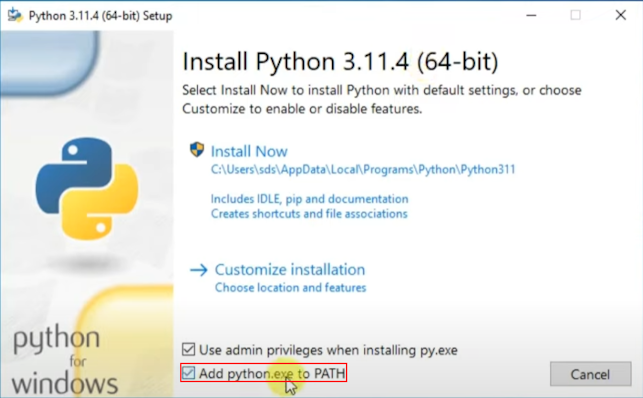 Python 3.11.4 (64-bit) Setup
Install Python 3.11.4 (64-bit)
Select Install Now to install Python with default settings, or choose
Customize to enable or disable features.
Install Now
C:\Users\sds\AppData\Local\Programs\Python\Python311
Includes IDLE, pip and documentation
Creates shortcuts and file associations
Customize installation
Choose location and features
python
for
windows
Use admin privileges when installing py.exe
Add python.exe to PATH
Cancel